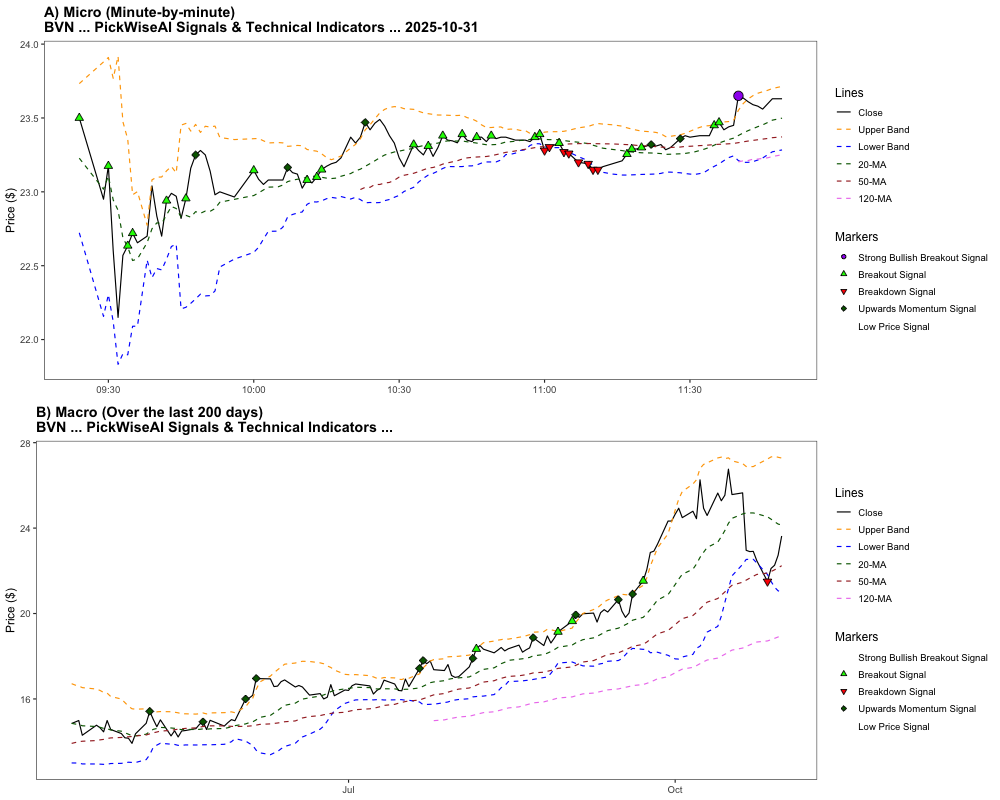 A) Micro (Minute-by-minute)
BVN ... PickWiseAI Signals & Technical Indicators ... 2025-10-31
24.0
23.5
23.0
22.5
22.0
Price ($)
09:30
10:00
10:30
11:00
11:30
Lines
Close
Upper Band
Lower Band
20-MA
50-MA
120-MA
Markers
Strong Bullish Breakout Signal
Breakout Signal
Breakdown Signal
Upwards Momentum Signal
Low Price Signal
B) Macro (Over the last 200 days)
BVN ... PickWiseAI Signals & Technical Indicators ...
28
24
20
16
Price ($)
Jul
Oct
Lines
Close
Upper Band
Lower Band
20-MA
50-MA
120-MA
Markers
Strong Bullish Breakout Signal
Breakout Signal
Breakdown Signal
Upwards Momentum Signal
Low Price Signal